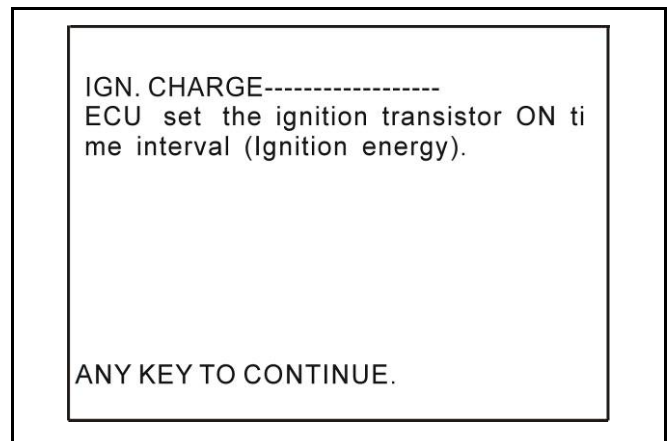 IGN. CHARGE------------------
ECU set the ignition transistor ON ti
me interval (Ignition energy).
ANY KEY TO CONTINUE.